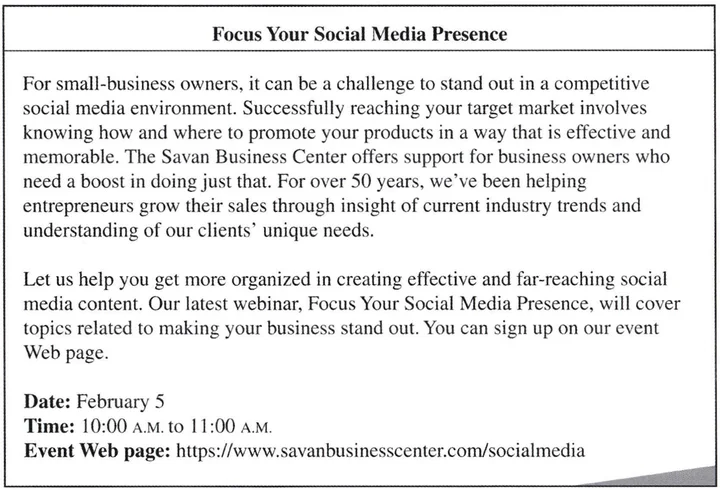 Focus Your Social Media Presence
For small-business owners, it can be a challenge to stand out in a competitive
social media environment. Successfully reaching your target market involves
knowing how and where to promote your products in a way that is effective and
memorable. The Savan Business Center offers support for business owners who
need a boost in doing just that. For over 50 years, we've been helping
entrepreneurs grow their sales through insight of current industry trends and
understanding of our clients' unique needs.
Let us help you get more organized in creating effective and far-reaching social
media content. Our latest webinar, Focus Your Social Media Presence, will cover
topics related to making your business stand out. You can sign up on our event
Web page.
Date: February 5
Time: 10:00 A.M. to 11:00 A.M.
Event Web page: https://www.savanbusinesscenter.com/socialmedia